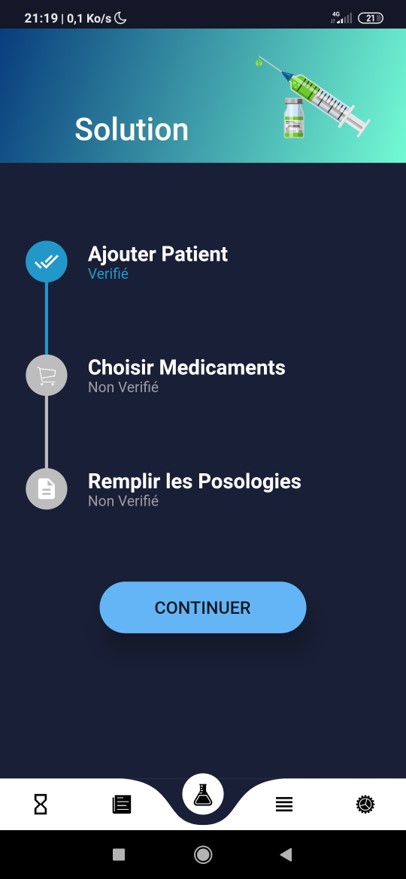 21:19 | 0,1 Ko/s
4G
21
Solution
Ajouter Patient
Verifié
Choisir Medicaments
Non Verifié
Remplir les Posologies
Non Verifié
CONTINUER